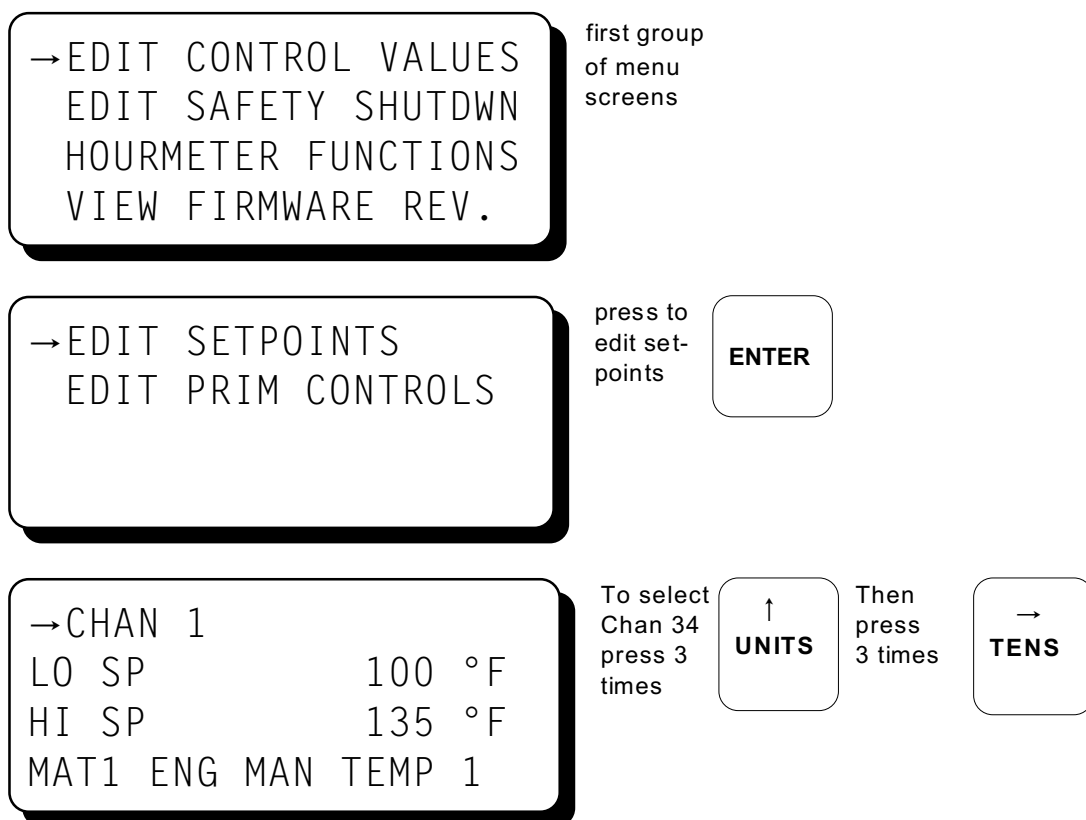 →EDIT CONTROL VALUES
EDIT SAFETY SHUTDWN
HOURMETER FUNCTIONS
VIEW FIRMWARE REV.
first group
of menu
screens
→EDIT SETPOINTS
EDIT PRIM CONTROLS
press to
edit set-
points
ENTER
→CHAN 1
LO SP 100 °F
HI SP 135 °F
MAT1 ENG MAN TEMP 1
To select
Chan 34
press 3
times
↑
UNITS
Then
press
3 times
→
TENS